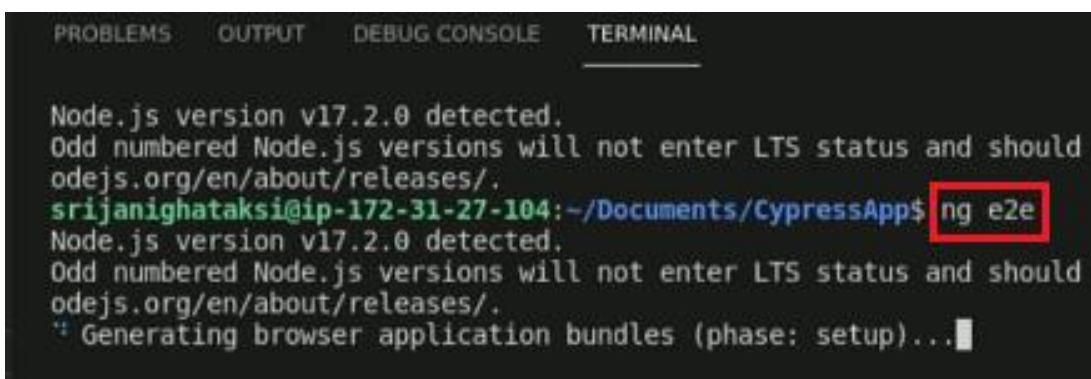 PROBLEMS OUTPUT DEBUG CONSOLE TERMINAL
Node.js version v17.2.0 detected.
Odd numbered Node.js versions will not enter LTS status and should
odejs.org/en/about/releases/.
srijanighataksi@ip-172-31-27-104:~/Documents/CypressApp$ ng e2e
Node.js version v17.2.0 detected.
Odd numbered Node.js versions will not enter LTS status and should
odejs.org/en/about/releases/.
Generating browser application bundles (phase: setup)...